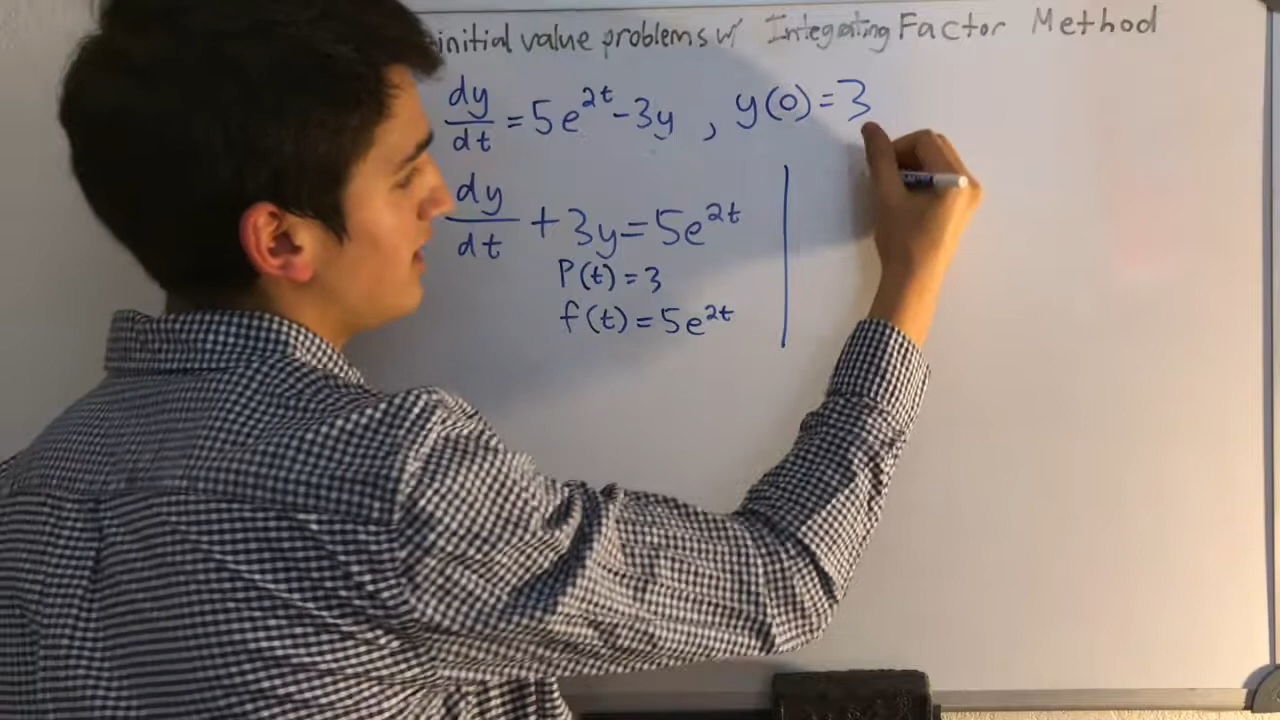 initial value problems w/ Integrating Factor Method
dy/dt = 5e^2t - 3y , y(0) = 3
dy/dt + 3y = 5e^2t
P(t) = 3
f(t) = 5e^2t